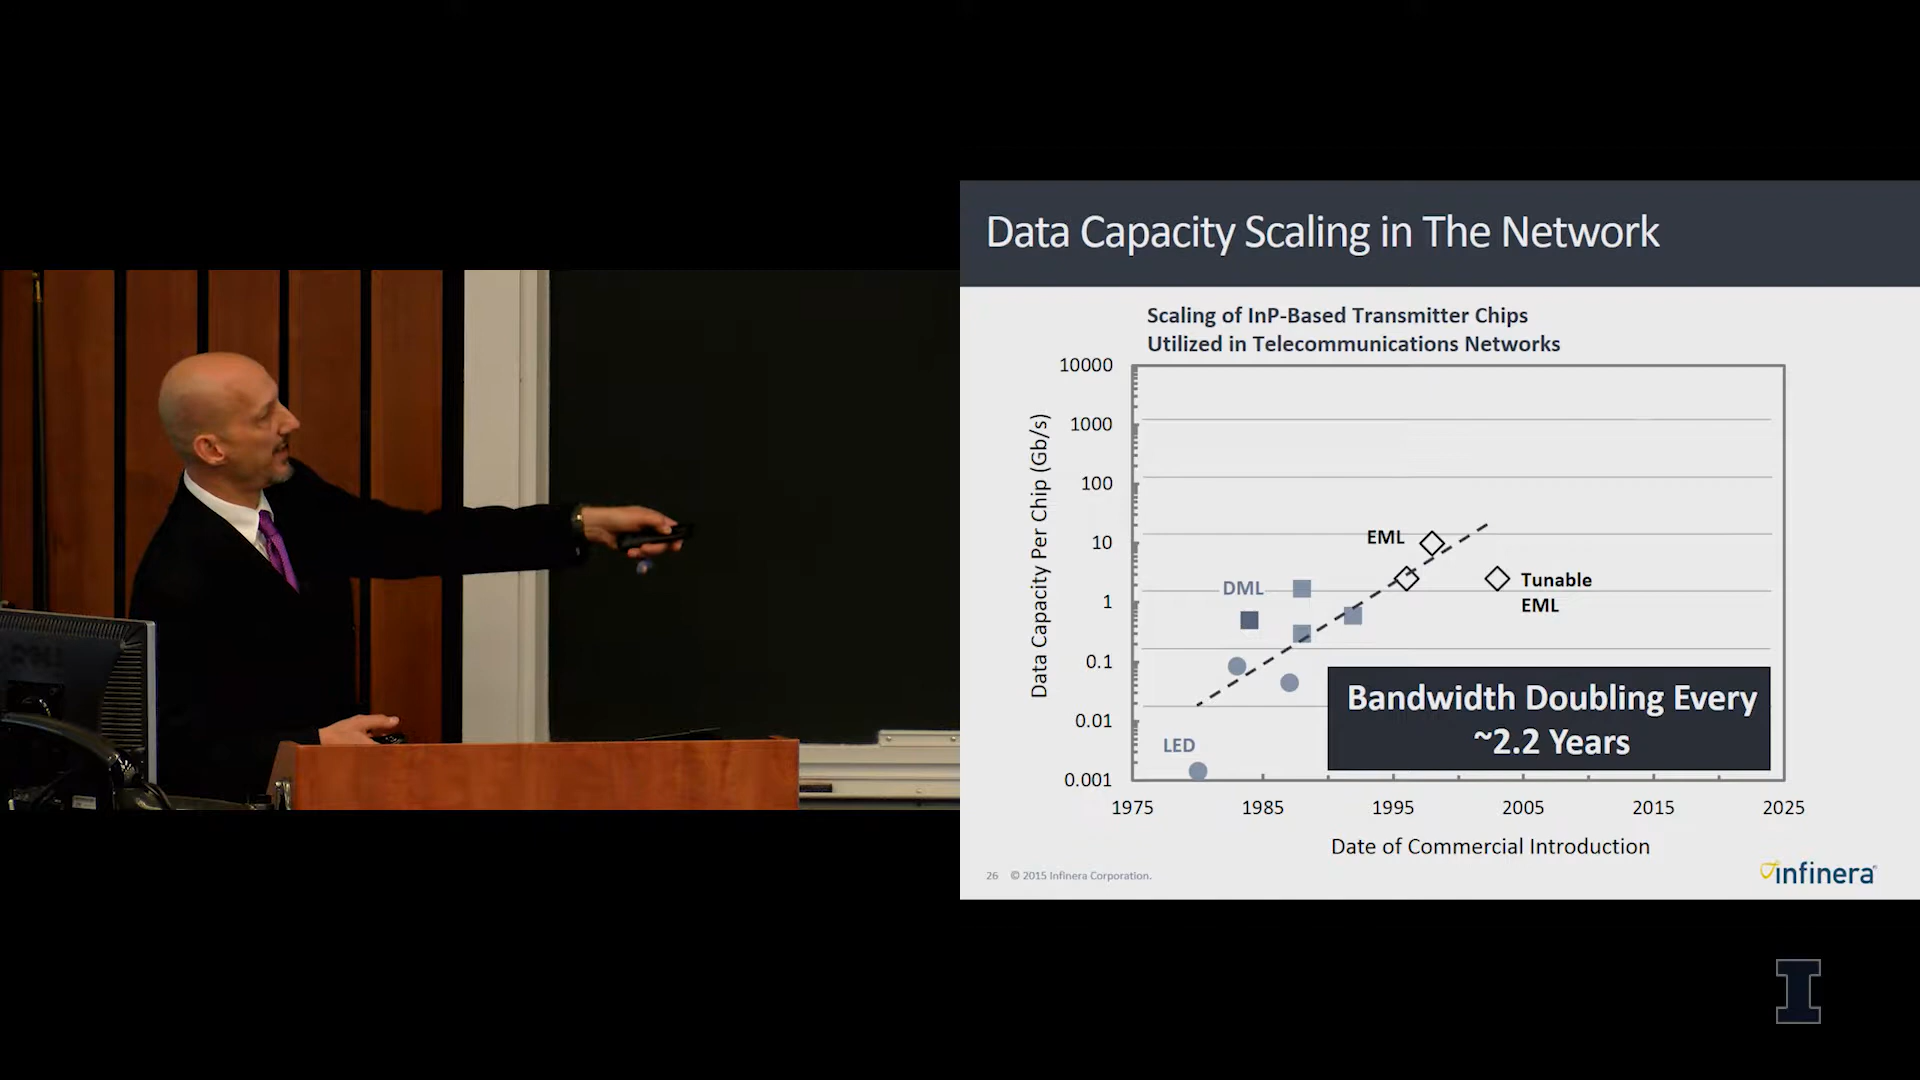 Data Capacity Scaling in The Network
Scaling of InP-Based Transmitter Chips
Utilized in Telecommunications Networks
Data Capacity Per Chip (Gb/s)
10000
1000
100
10
1
0.1
0.01
0.001
EML
DML
Tunable
EML
LED
Bandwidth Doubling Every
~2.2 Years
1975
1985
1995
2005
2015
2025
Date of Commercial Introduction
26 © 2015 Infinera Corporation.
infinera
I